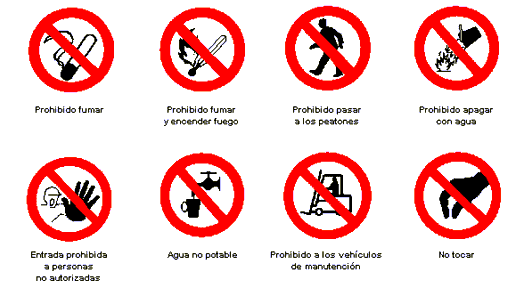 Prohibido fumar
Prohibido fumar
y encender fuego
Prohibido pasar
a los peatones
Prohibido apagar
con agua
Entrada prohibida
a personas
no autorizadas
Agua no potable
Prohibido a los vehículos
de manutención
No tocar